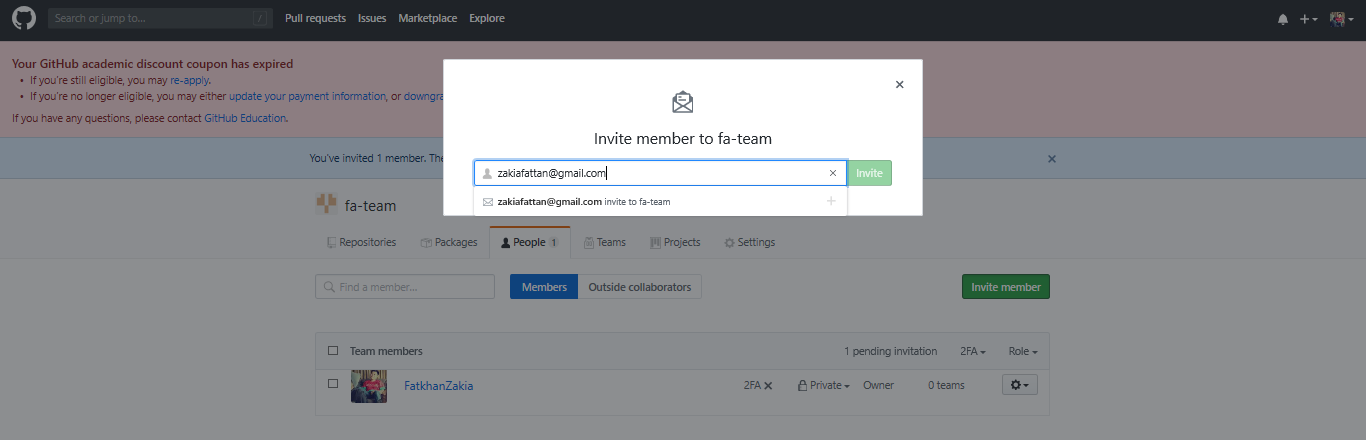 Search or jump to...
/
Pull requests
Issues
Marketplace
Explore
Your GitHub academic discount coupon has expired
• If you're still eligible, you may re-apply.
• If you're no longer eligible, you may either update your payment information, or downgra
If you have any questions, please contact GitHub Education.
Invite member to fa-team
zakiafattan@gmail.com
Invite
zakiafattan@gmail.com invite to fa-team
You've invited 1 member. The
fa-team
Repositories
Packages
People 1
Teams
Projects
Settings
Find a member...
Members
Outside collaborators
Invite member
Team members
1 pending invitation
2FA
Role
FatkhanZakia
2FA
Private
Owner
0 teams